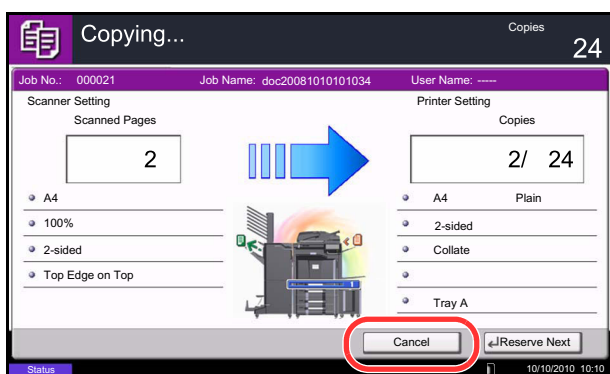 Copying...
Copies
24
Job No.: 000021 Job Name: doc20081010101034 User Name: -----
Scanner Setting Printer Setting
Scanned Pages Copies
2 2/ 24
A4 A4 Plain
100% 2-sided
2-sided Collate
Top Edge on Top
Tray A
Cancel Reserve Next
Status 10/10/2010 10:10